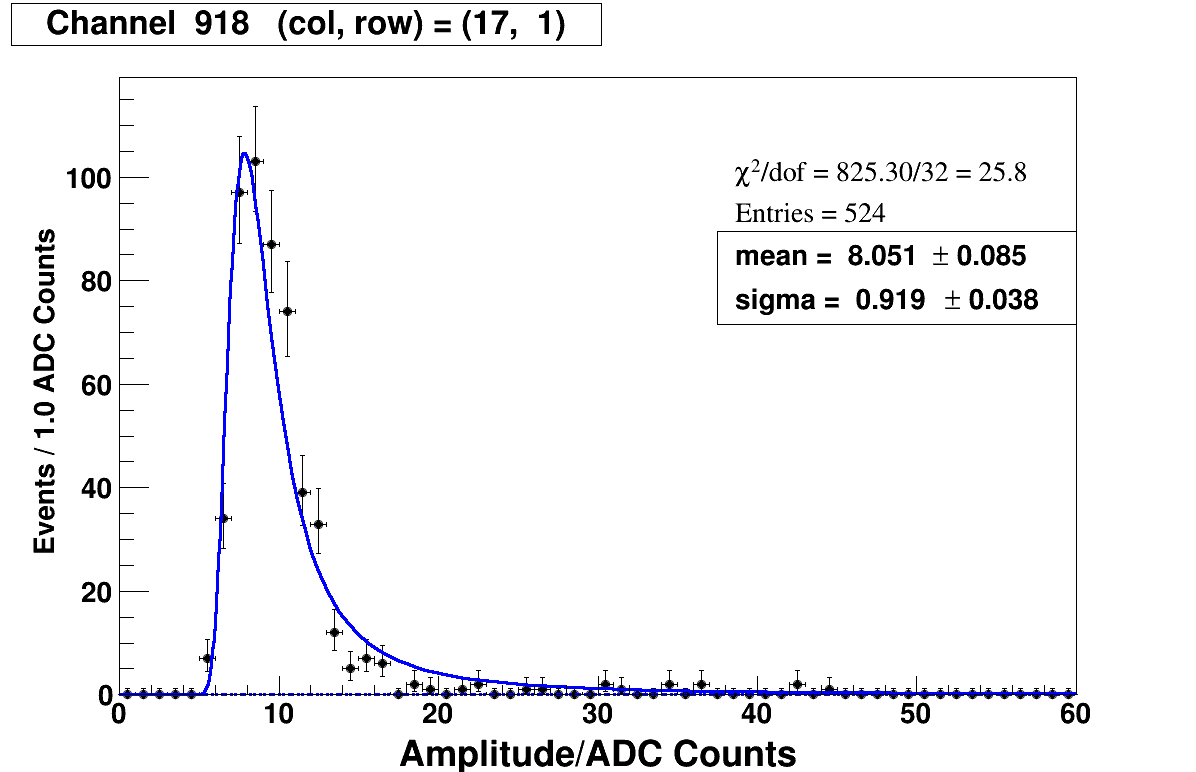 Channel 918 (col, row) = (17, 1)
χ²/dof = 825.30/32 = 25.8
Entries = 524
mean = 8.051 ± 0.085
sigma = 0.919 ± 0.038
Events / 1.0 ADC Counts
100
80
60
40
20
0
0 10 20 30 40 50 60
Amplitude/ADC Counts